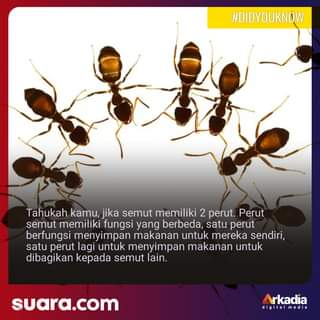 #DIDYOUKNOW
Tahukah kamu, jika semut memiliki 2 perut. Perut
semut memiliki fungsi yang berbeda, satu perut
berfungsi menyimpan makanan untuk mereka sendiri,
satu perut lagi untuk menyimpan makanan untuk
dibagikan kepada semut lain.
suara.com
Arkadia
digital media